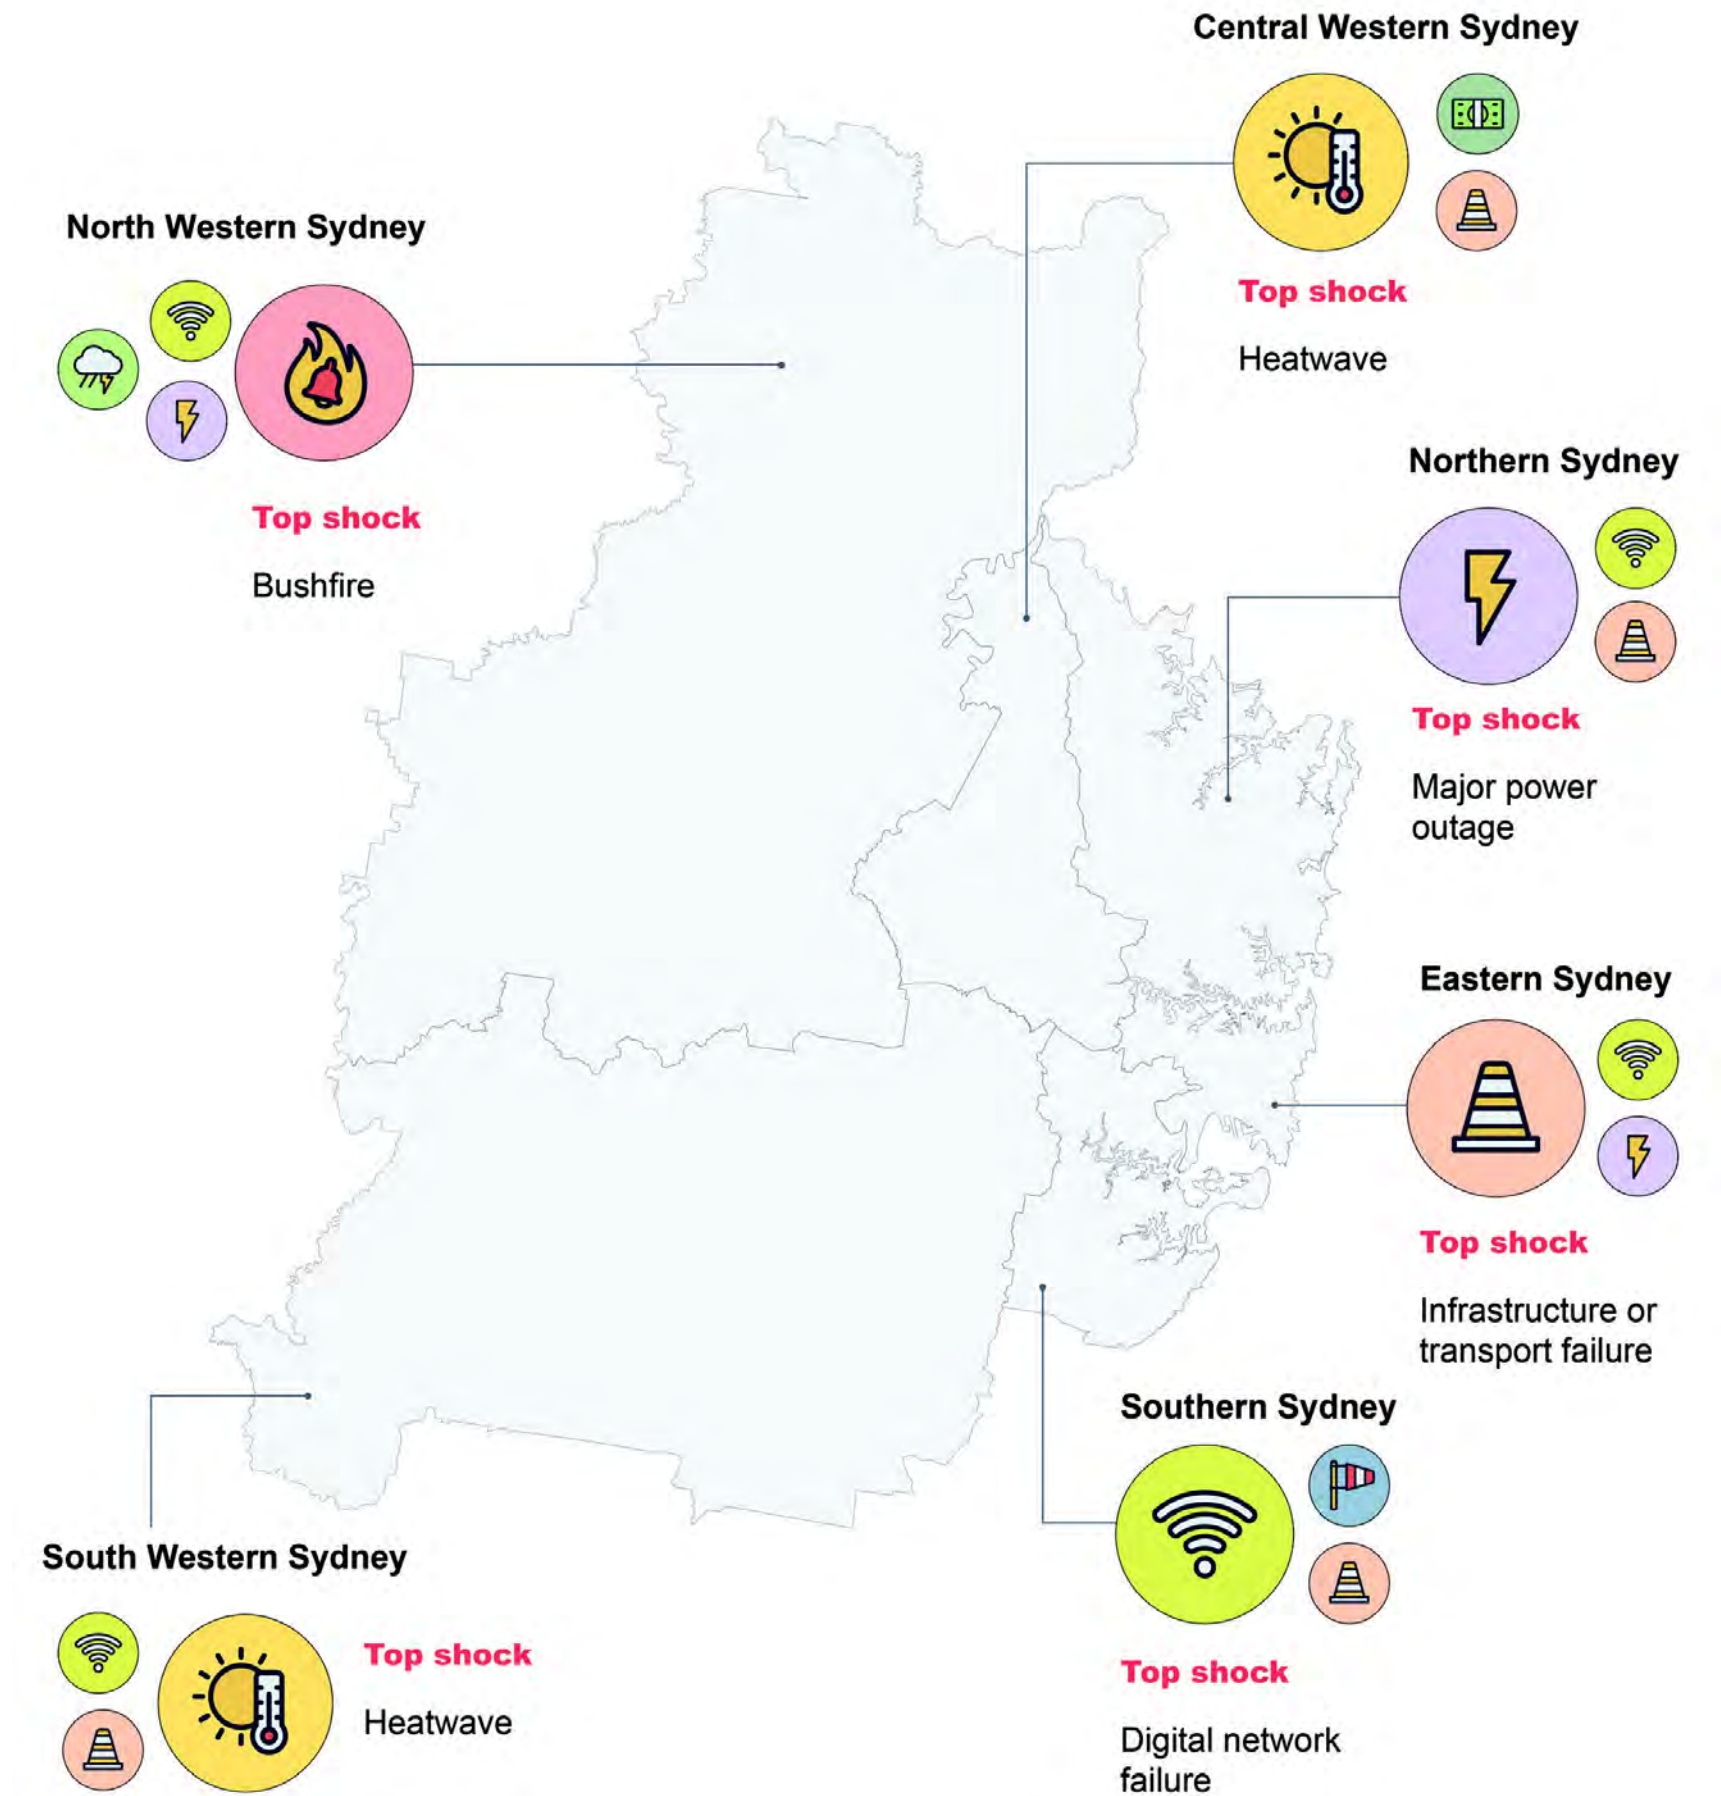 Central Western Sydney
Top shock
Heatwave
North Western Sydney
Top shock
Bushfire
Northern Sydney
Top shock
Major power
outage
Eastern Sydney
Top shock
Infrastructure or
transport failure
Southern Sydney
Top shock
Digital network
failure
South Western Sydney
Top shock
Heatwave